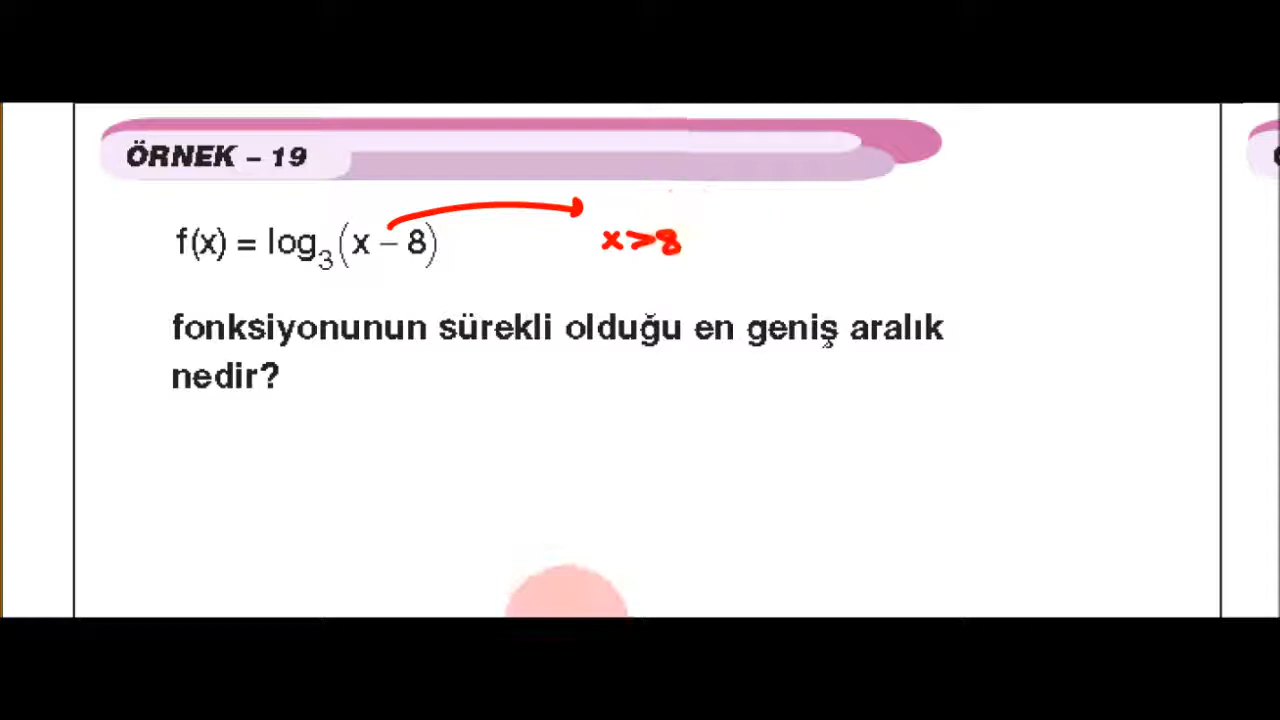 ÖRNEK – 19
f(x) = log₃(x – 8) x>8
fonksiyonunun sürekli olduğu en geniş aralık
nedir?